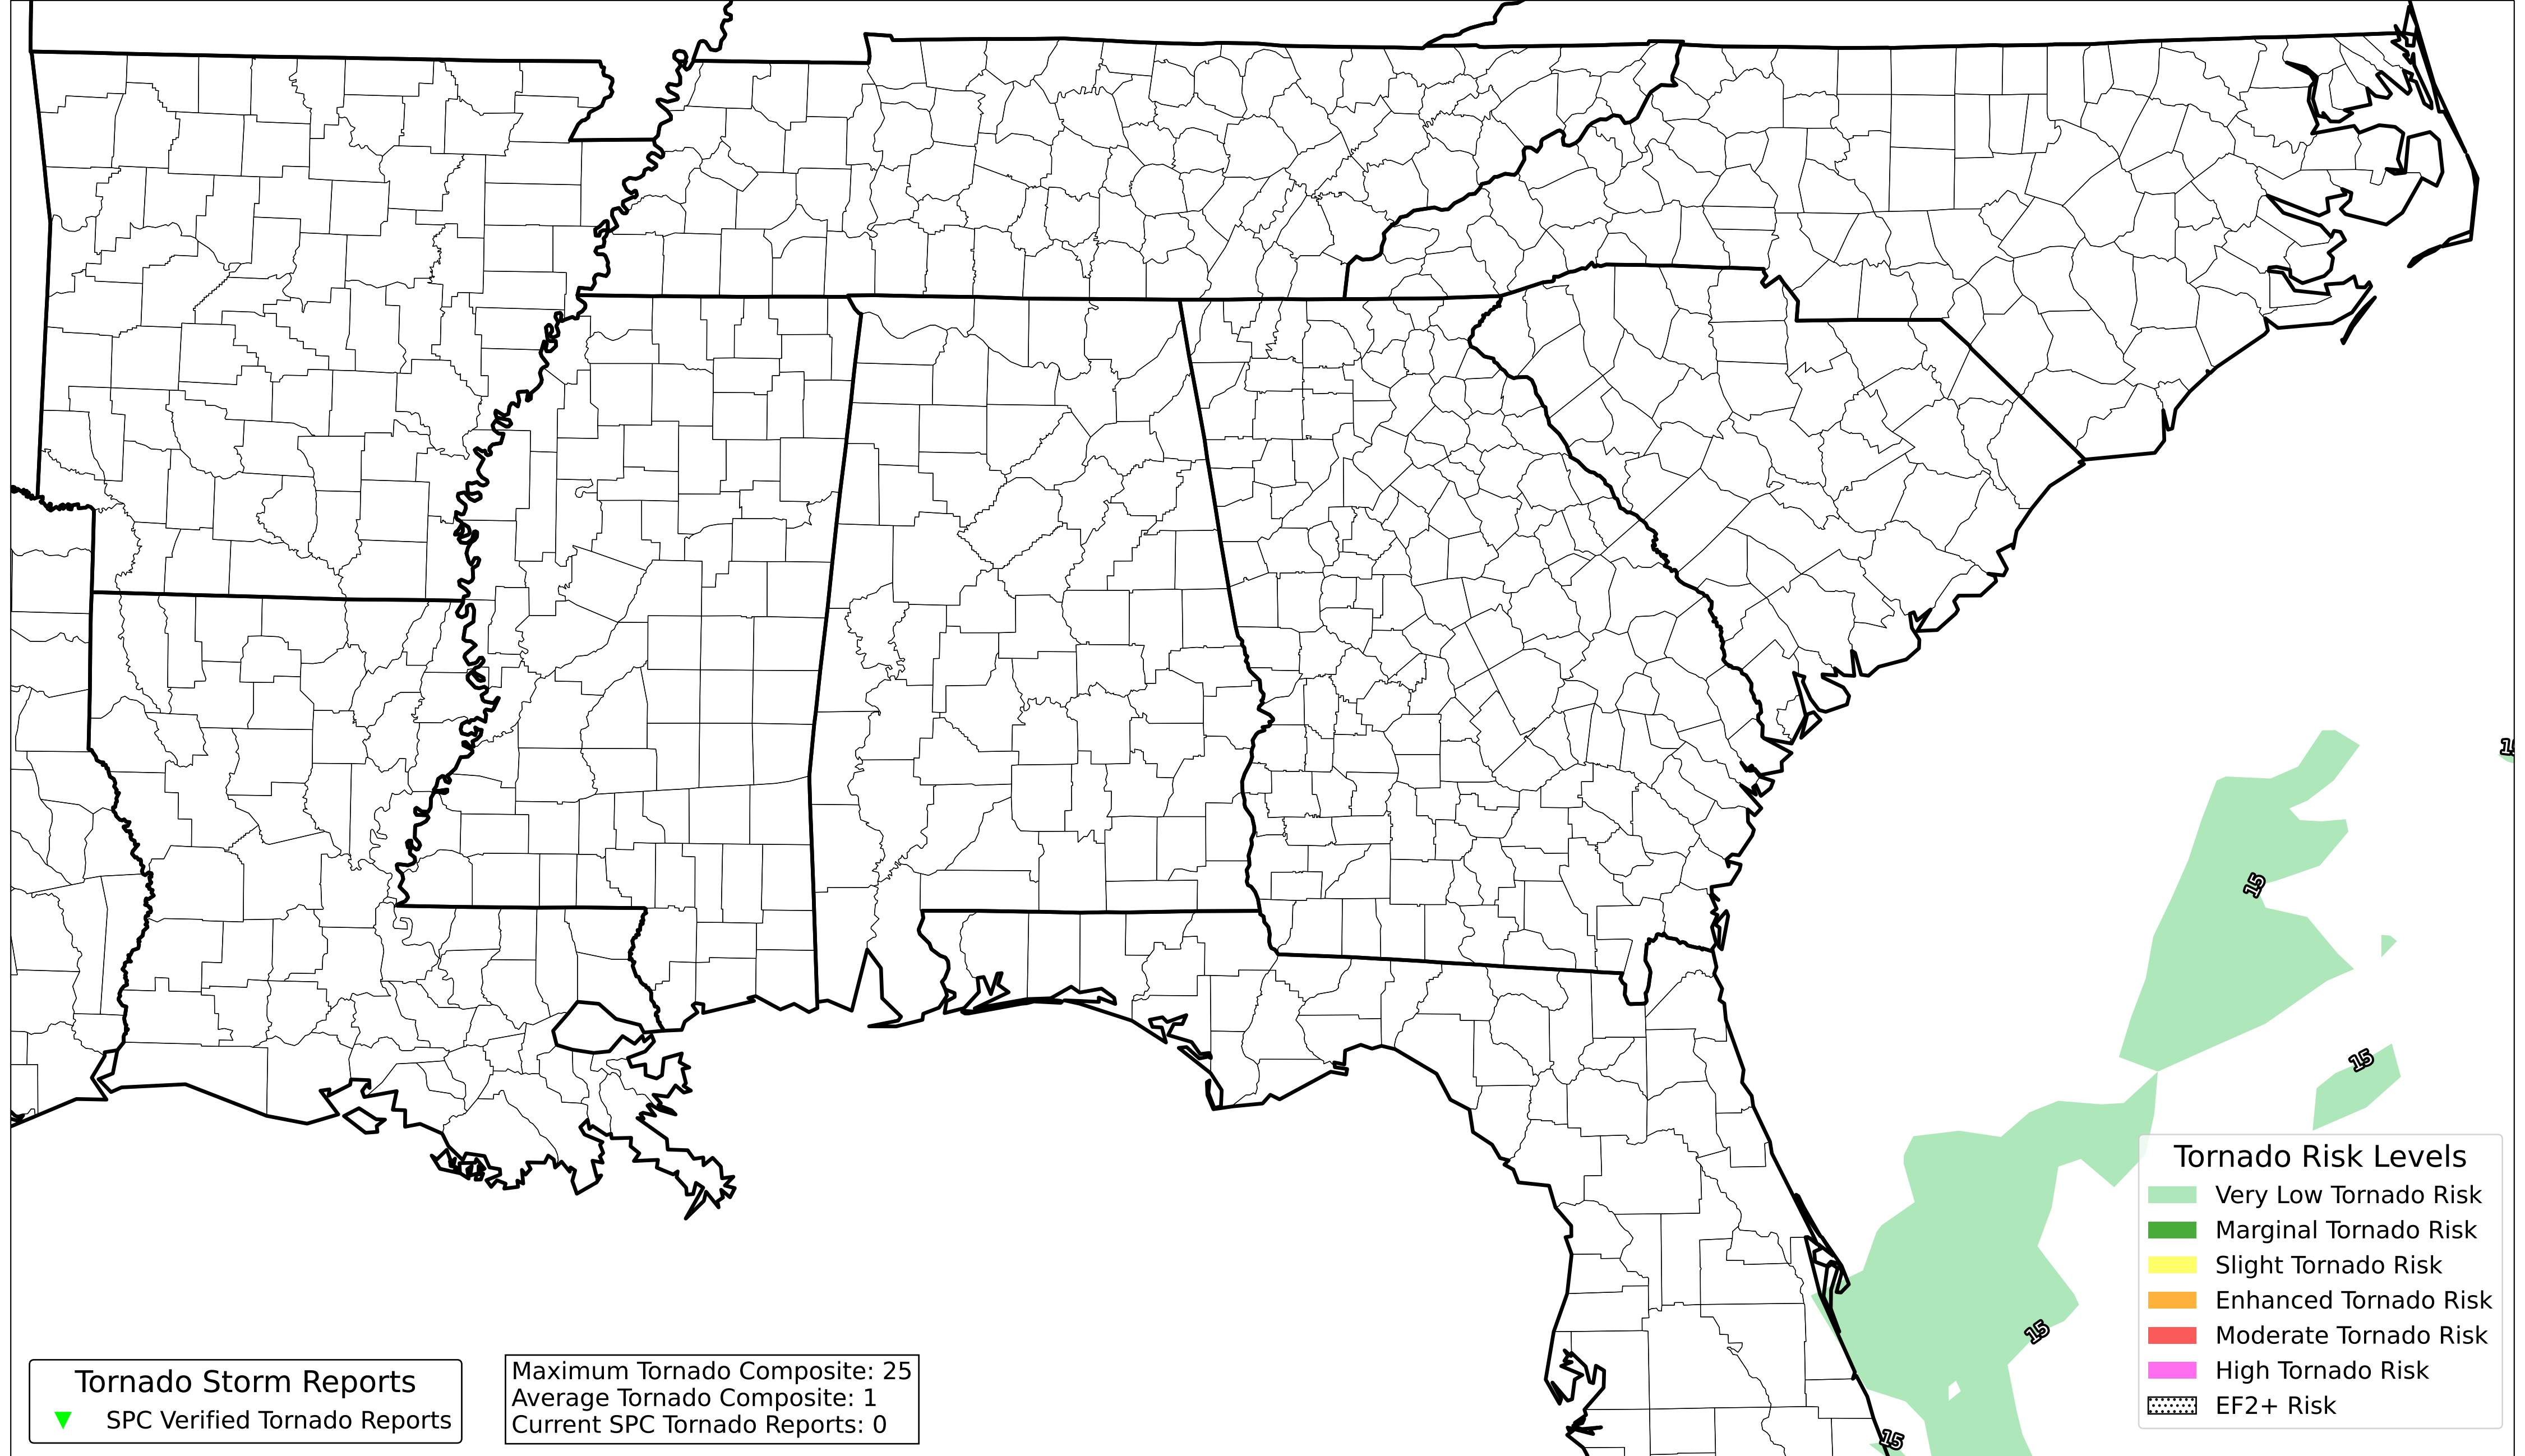 15
15
15
15
Tornado Risk Levels
Very Low Tornado Risk
Marginal Tornado Risk
Slight Tornado Risk
Enhanced Tornado Risk
Moderate Tornado Risk
High Tornado Risk
EF2+ Risk
Tornado Storm Reports
SPC Verified Tornado Reports
Maximum Tornado Composite: 25
Average Tornado Composite: 1
Current SPC Tornado Reports: 0